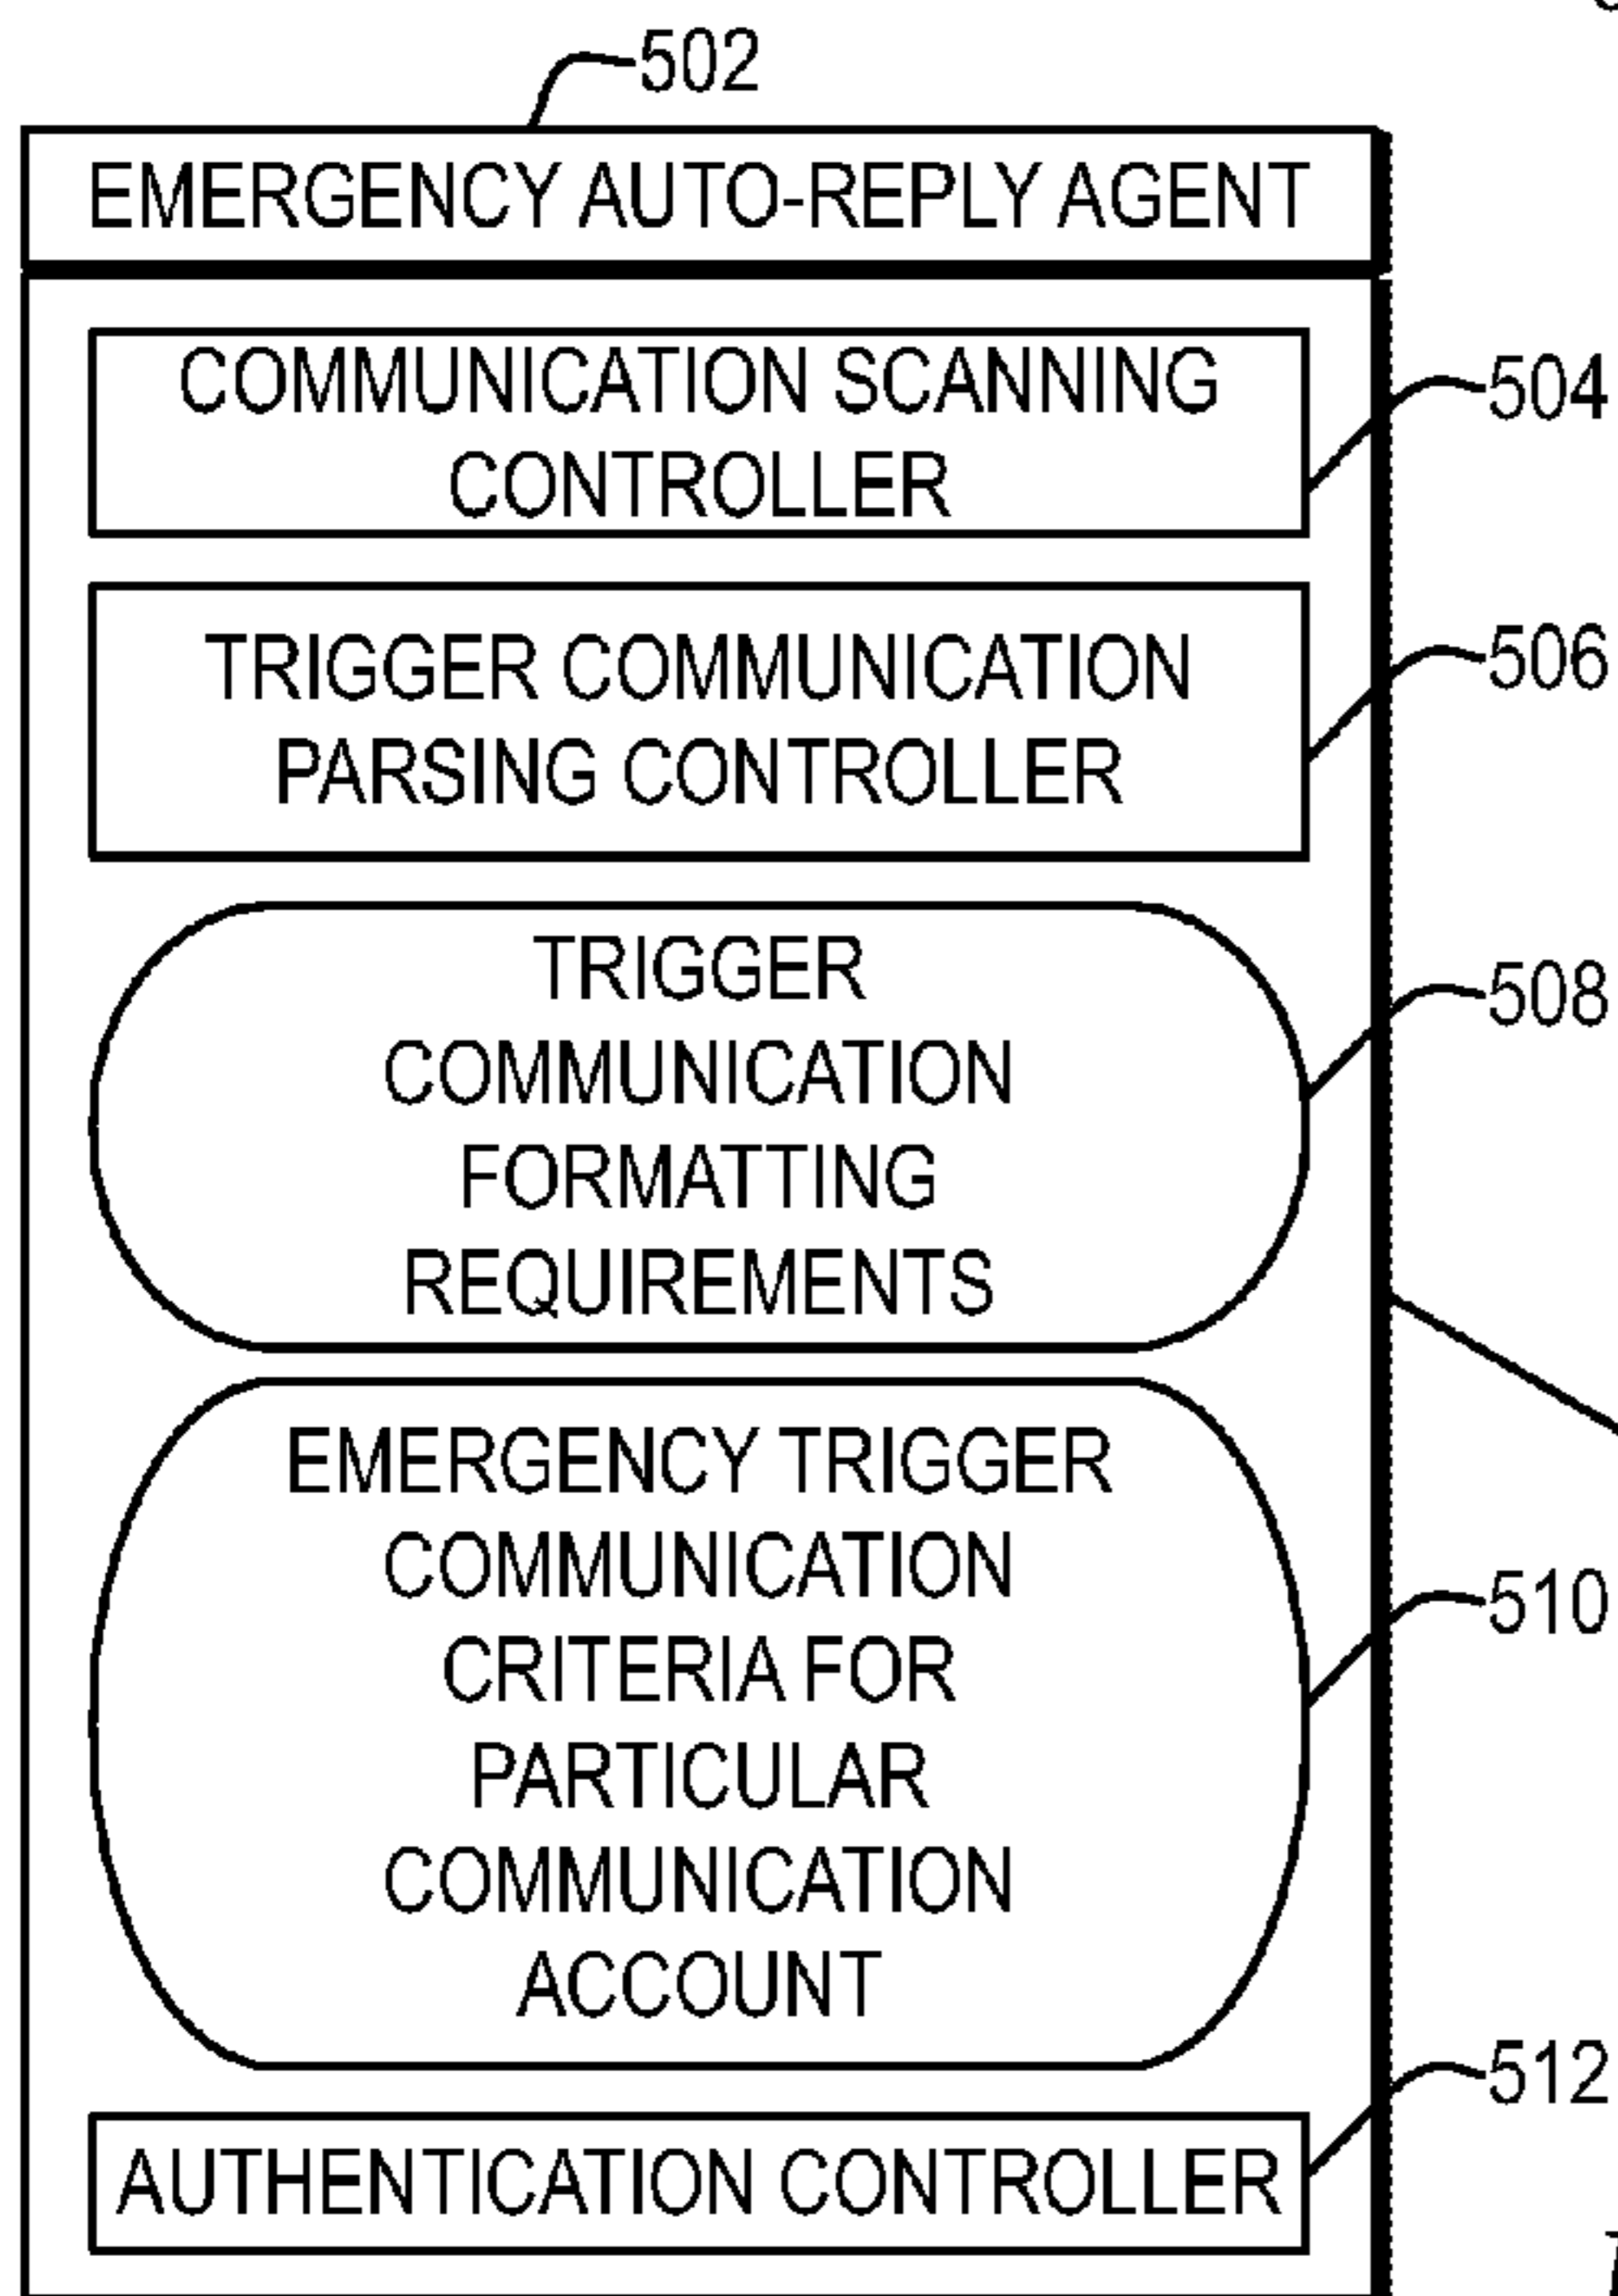 502
EMERGENCY AUTO-REPLY AGENT
COMMUNICATION SCANNING
CONTROLLER
504
TRIGGER COMMUNICATION
PARSING CONTROLLER
506
TRIGGER
COMMUNICATION
FORMATTING
REQUIREMENTS
508
EMERGENCY TRIGGER
COMMUNICATION
CRITERIA FOR
PARTICULAR
COMMUNICATION
ACCOUNT
510
AUTHENTICATION CONTROLLER
512